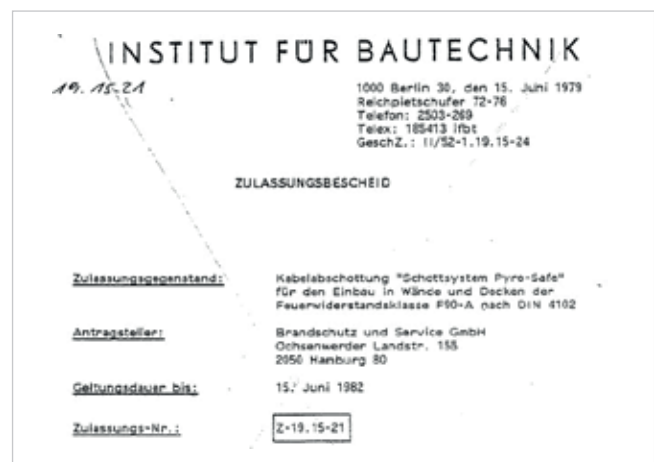 INSTITUT FÜR BAUTECHNIK
19.15-21
1000 Berlin 30, den 15. Juni 1979
Reichpietschufer 72-76
Telefon: 2503-269
Telex: 185413 ifbt
GeschZ.: II/52-1.19.15-24
ZULASSUNGSBESCHEID
Zulassungsgegenstand:
Kabelabschottung "Schottsystem Pyro-Safe"
für den Einbau in Wände und Decken der
Feuerwiderstandsklasse F90-A nach DIN 4102
Antragsteller:
Brandschutz und Service GmbH
Ochsenwerder Landstr. 155
2050 Hamburg 80
Geltungsdauer bis:
15. Juni 1982
Zulassungs-Nr.:
Z-19.15-21